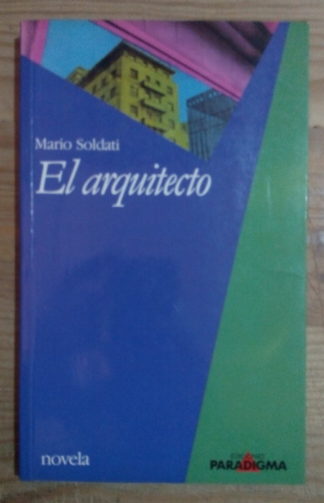 Mario Soldati
El arquitecto
novela
PARADIGMA